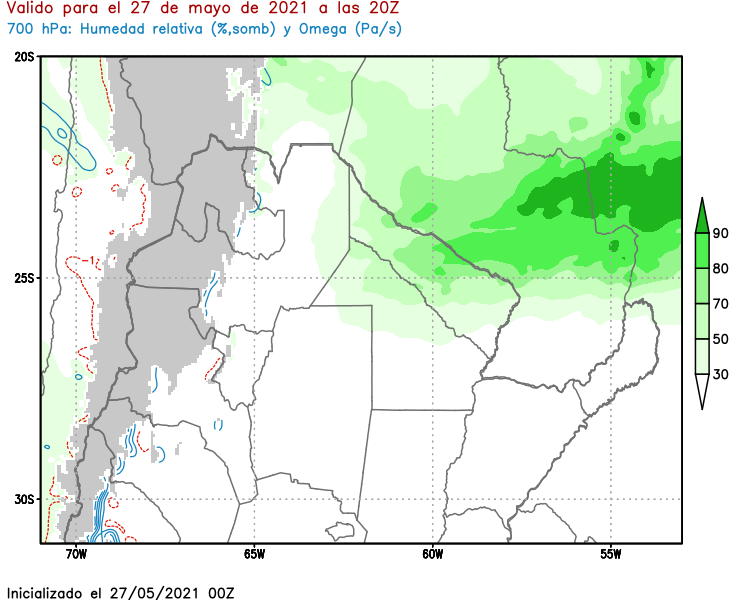 Valido para el 27 de mayo de 2021 a las 20Z
700 hPa: Humedad relativa (%,somb) y Omega (Pa/s)
20S
25S
30S
70W
65W
60W
55W
-1
90
80
70
50
30
Inicializado el 27/05/2021 00Z